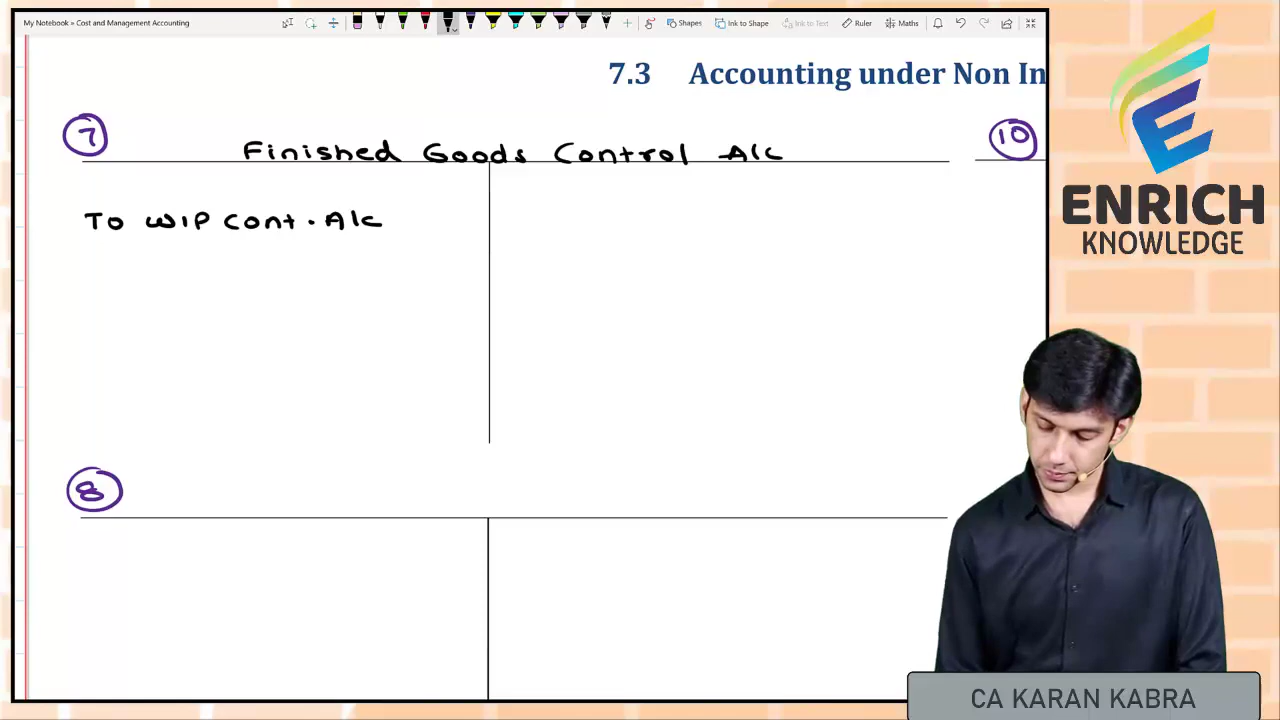 My Notebook » Cost and Management Accounting
Shapes
Ink to Shape
Ink to Text
Ruler
Maths
7.3 Accounting under Non In
7
Finished Goods Control A/c
10
To WIP Cont. A/c
8
ENRICH
KNOWLEDGE
CA KARAN KABRA